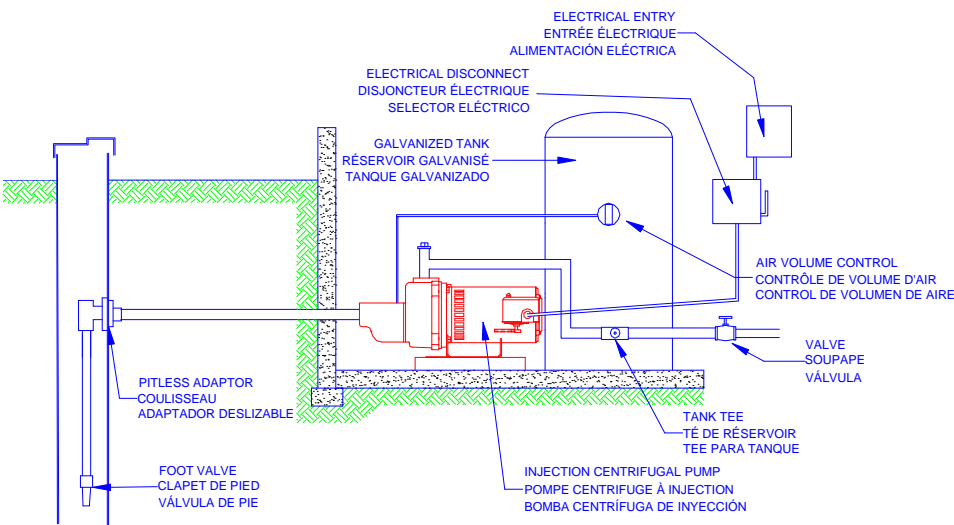 ELECTRICAL ENTRY
ENTRÉE ÉLECTRIQUE
ALIMENTACIÓN ELÉCTRICA
ELECTRICAL DISCONNECT
DISJONCTEUR ÉLECTRIQUE
SELECTOR ELÉCTRICO
GALVANIZED TANK
RÉSERVOIR GALVANISÉ
TANQUE GALVANIZADO
AIR VOLUME CONTROL
CONTRÔLE DE VOLUME D'AIR
CONTROL DE VOLUMEN DE AIRE
VALVE
SOUPAPE
VÁLVULA
PITLESS ADAPTOR
COULISSEAU
ADAPTADOR DESLIZABLE
TANK TEE
TÉ DE RÉSERVOIR
TEE PARA TANQUE
FOOT VALVE
CLAPET DE PIED
VÁLVULA DE PIE
INJECTION CENTRIFUGAL PUMP
POMPE CENTRIFUGE À INJECTION
BOMBA CENTRÍFUGA DE INYECCIÓN